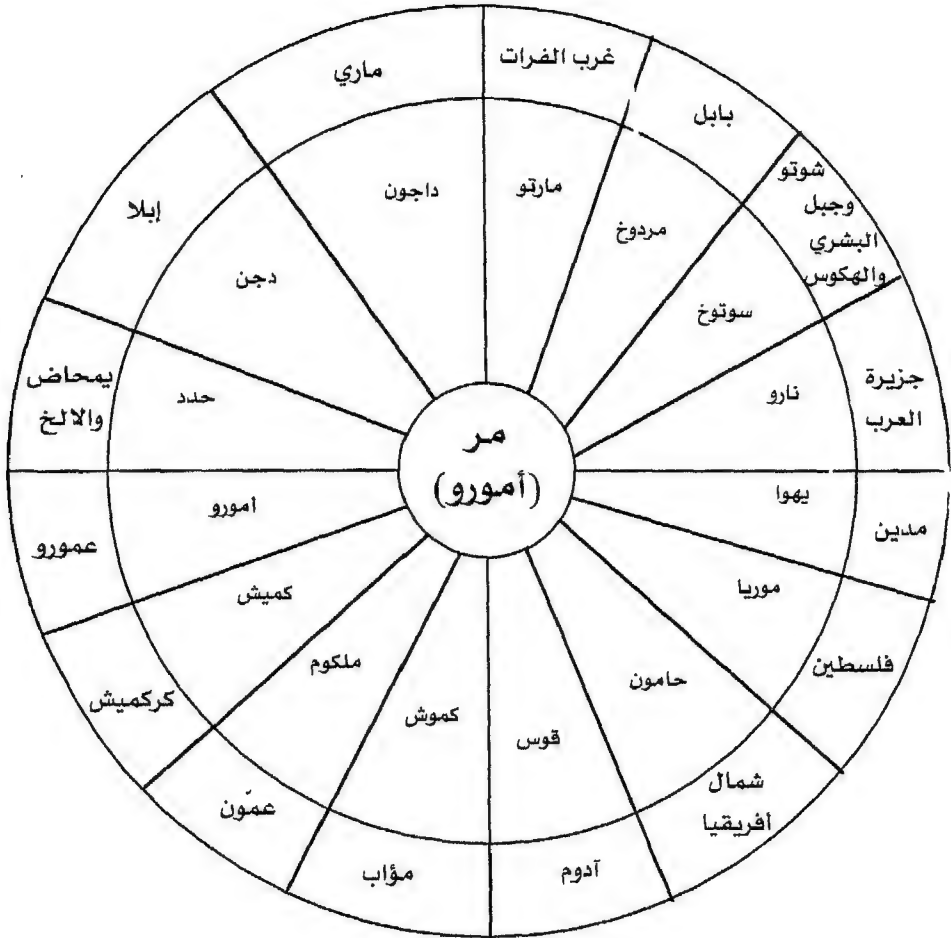 مر
(أمورو)
غرب الفرات
مارتو
بابل
مردوخ
شوتو
وجبل
البشري
والهكوس
سوتوخ
جزيرة
العرب
نارو
مدين
يهوا
فلسطين
موريا
شمال
افريقيا
حامون
آدوم
قوس
مؤاب
كموش
عمّون
ملكوم
كركميش
كميش
عمورو
أمورو
يمحاض
والالخ
حدد
إبلا
دجن
ماري
داجون